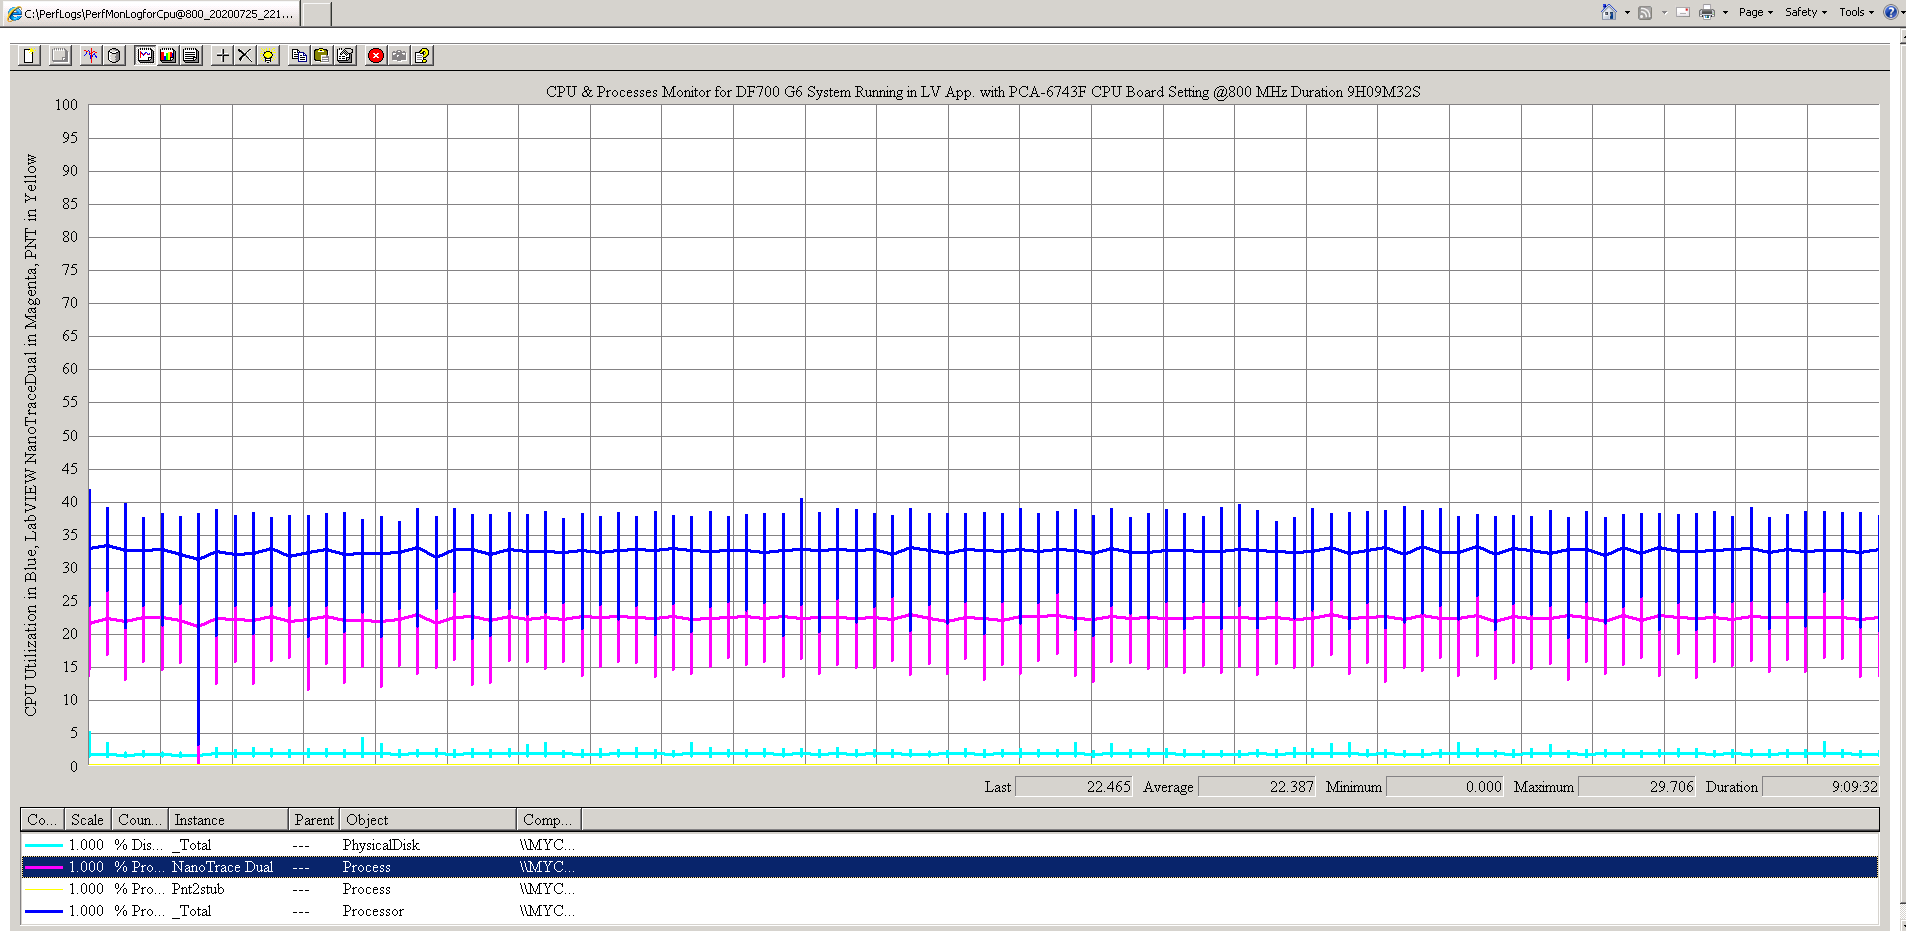 C:\PerfLogs\PerfMonLogforCpu@800_20200725_221...
Page Safety Tools
CPU & Processes Monitor for DF700 G6 System Running in LV App. with PCA-6743F CPU Board Setting @800 MHz Duration 9H09M32S
CPU Utilization in Blue, LabVIEW NanoTraceDual in Magenta, PNT in Yellow
100
95
90
85
80
75
70
65
60
55
50
45
40
35
30
25
20
15
10
5
0
Last 22.465 Average 22.387 Minimum 0.000 Maximum 29.706 Duration 9:09:32
Co... Scale Coun... Instance Parent Object Comp...
1.000 % Dis... _Total --- PhysicalDisk \\MYC...
1.000 % Pro... NanoTrace Dual --- Process \\MYC...
1.000 % Pro... Pnt2stub --- Process \\MYC...
1.000 % Pro... _Total --- Processor \\MYC...